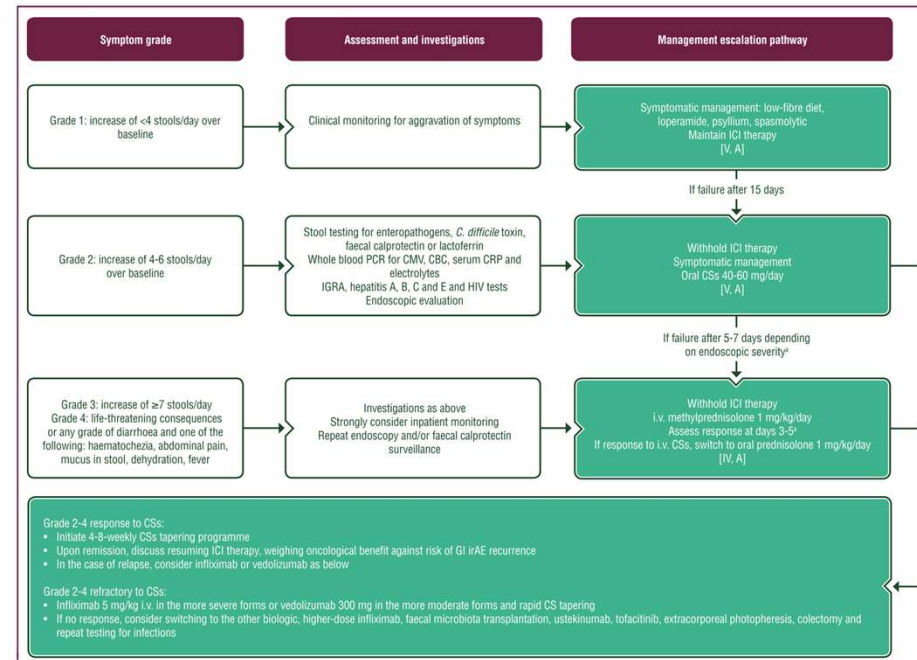 Symptom grade
Assessment and investigations
Management escalation pathway
Grade 1: increase of <4 stools/day over
baseline
Clinical monitoring for aggravation of symptoms
Symptomatic management: low-fibre diet,
loperamide, psyllium, spasmolytic
Maintain ICI therapy
[V, A]
If failure after 15 days
Grade 2: increase of 4-6 stools/day
over baseline
Stool testing for enteropathogens, C. difficile toxin,
faecal calprotectin or lactoferrin
Whole blood PCR for CMV, CBC, serum CRP and
electrolytes
IGRA, hepatitis A, B, C and E and HIV tests
Endoscopic evaluation
Withhold ICI therapy
Symptomatic management
Oral CSs 40-60 mg/day
[V, A]
If failure after 5-7 days depending
on endoscopic severityª
Grade 3: increase of ≥7 stools/day
Grade 4: life-threatening consequences
or any grade of diarrhoea and one of the
following: haematochezia, abdominal pain,
mucus in stool, dehydration, fever
Investigations as above
Strongly consider inpatient monitoring
Repeat endoscopy and/or faecal calprotectin
surveillance
Withhold ICI therapy
i.v. methylprednisolone 1 mg/kg/day
Assess response at days 3-5ª
If response to i.v. CSs, switch to oral prednisolone 1 mg/kg/day
[IV, A]
Grade 2-4 response to CSs:
• Initiate 4-8-weekly CSs tapering programme
• Upon remission, discuss resuming ICI therapy, weighing oncological benefit against risk of GI irAE recurrence
• In the case of relapse, consider infliximab or vedolizumab as below
Grade 2-4 refractory to CSs:
• Infliximab 5 mg/kg i.v. in the more severe forms or vedolizumab 300 mg in the more moderate forms and rapid CS tapering
• If no response, consider switching to the other biologic, higher-dose infliximab, faecal microbiota transplantation, ustekinumab, tofacitinib, extracorporeal photopheresis, colectomy and
repeat testing for infections